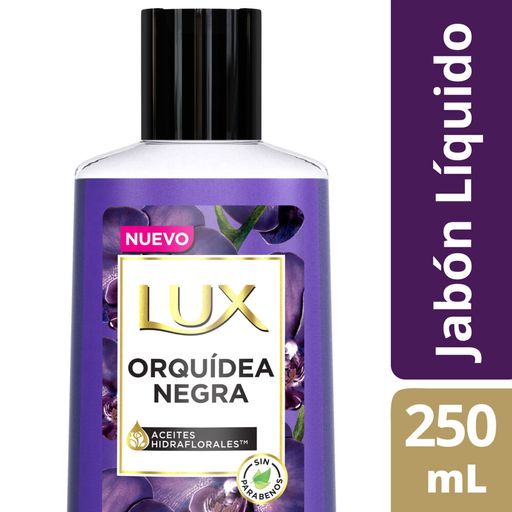 NUEVO
LUX
ORQUÍDEA
NEGRA
ACEITES
HIDRAFLORALES™
SIN
PARABENOS
Jabón Líquido
250
mL